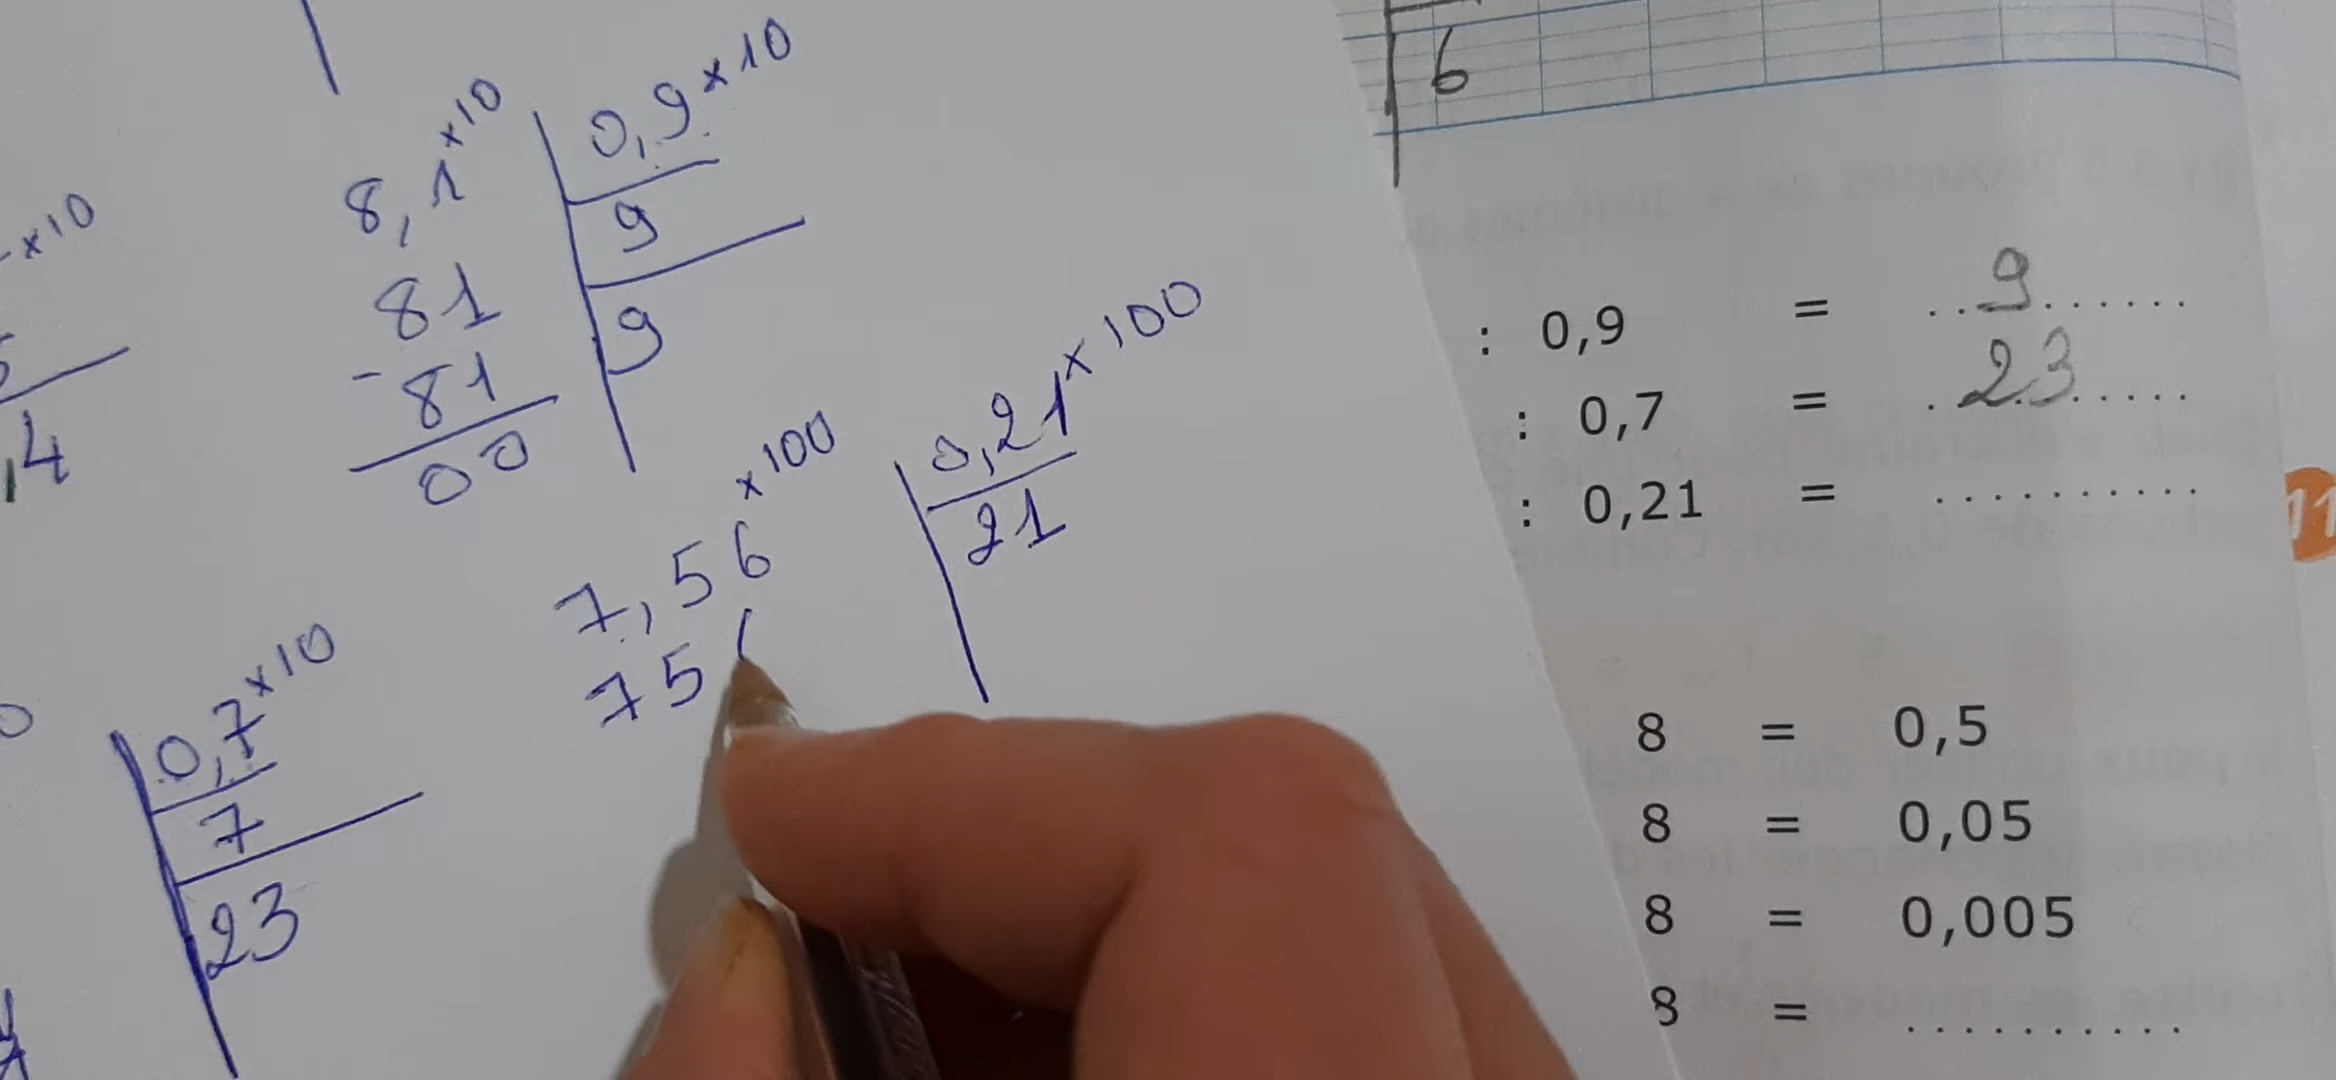 ×10
,4
8,1 ×10
0,9 ×10
81
9
- 81
9
00
0,7 ×10
7
23
7,56 ×100
0,21 ×100
75
21
6
: 0,9 = ..9......
: 0,7 = .23.....
: 0,21 = ..........
11
8 = 0,5
8 = 0,05
8 = 0,005
8 = ..........